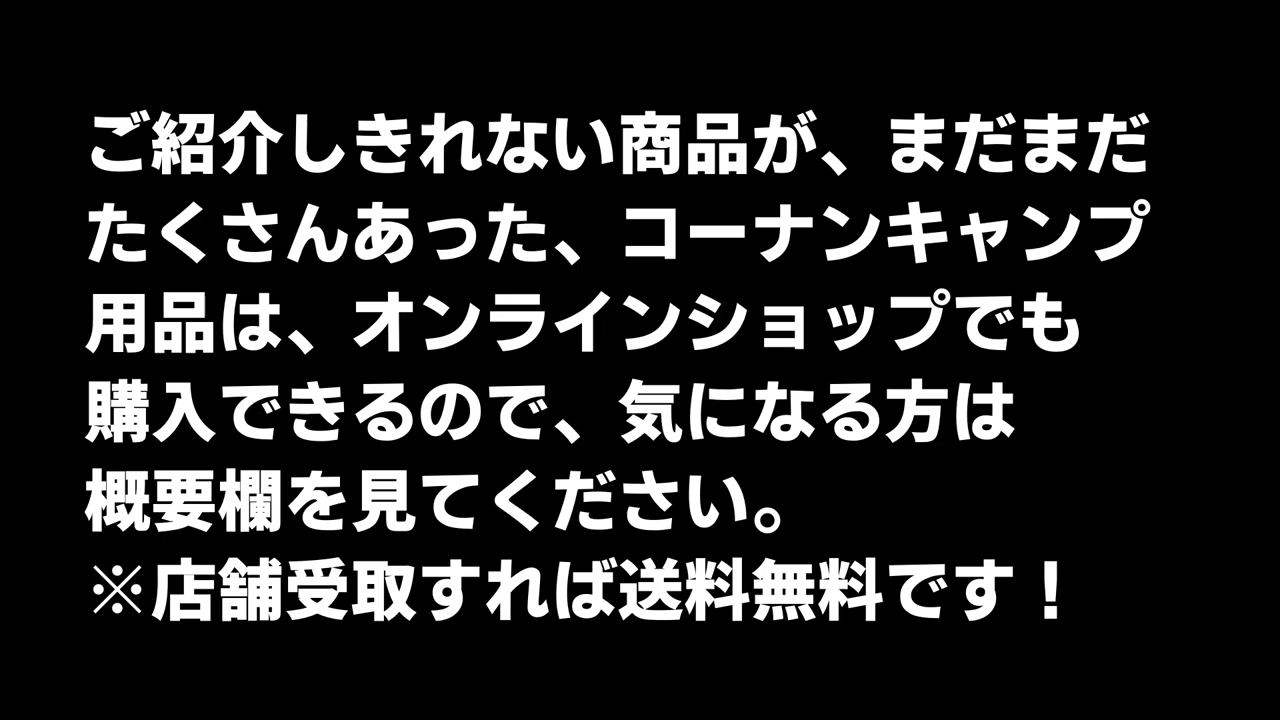 ご紹介しきれない商品が、まだまだ
たくさんあった、コーナンキャンプ
用品は、オンラインショップでも
購入できるので、気になる方は
概要欄を見てください。
※店舗受取すれば送料無料です！